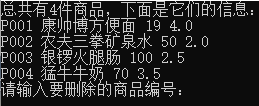 总共有4件商品，下面是它们的信息：
P001 康帅博方便面 19 4.0
P002 农夫三拳矿泉水 50 2.0
P003 银锣火腿肠 100 2.5
P004 猛牛牛奶 70 3.5
请输入要删除的商品编号：